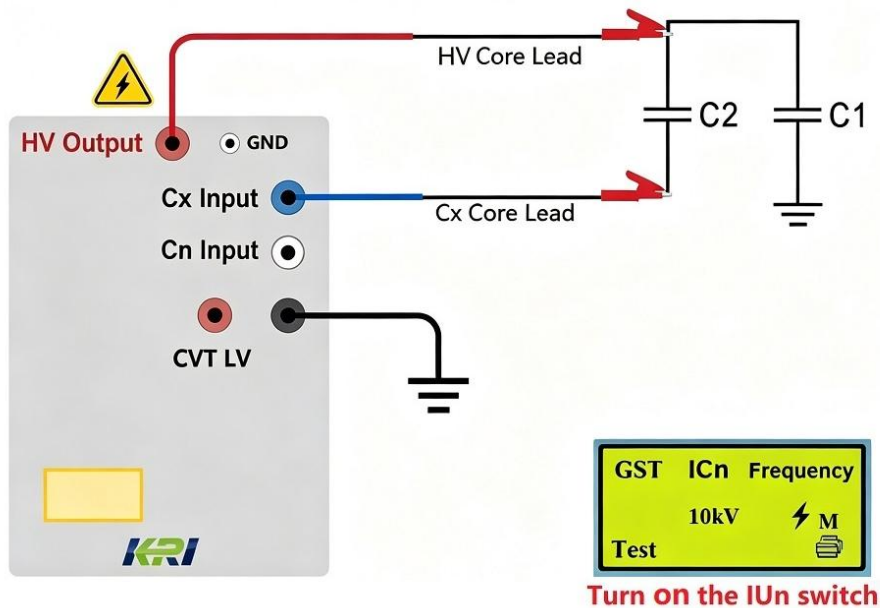 HV Core Lead
C2
C1
HV Output
GND
Cx Input
Cx Core Lead
Cn Input
CVT LV
KRI
GST ICn Frequency
10kV M
Test
Turn on the IUn switch